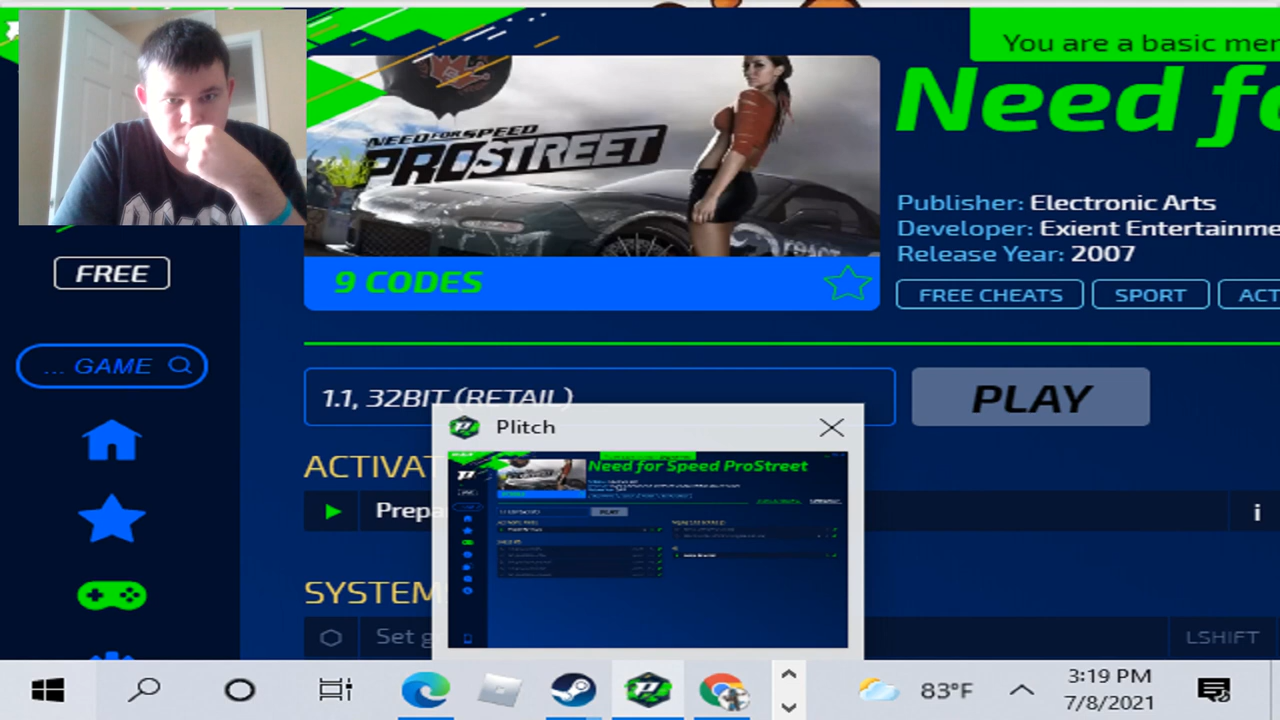 You are a basic mer
NEED FOR SPEED
PROSTREET
Need fo
Publisher: Electronic Arts
Developer: Exient Entertainme
Release Year: 2007
FREE
9 CODES
FREE CHEATS
SPORT
ACT
... GAME
1.1, 32BIT (RETAIL)
PLAY
Plitch
ACTIVAT
Need for Speed ProStreet
Prepa
i
PLAY
SYSTEM
Set g
LSHIFT
83°F
3:19 PM
7/8/2021